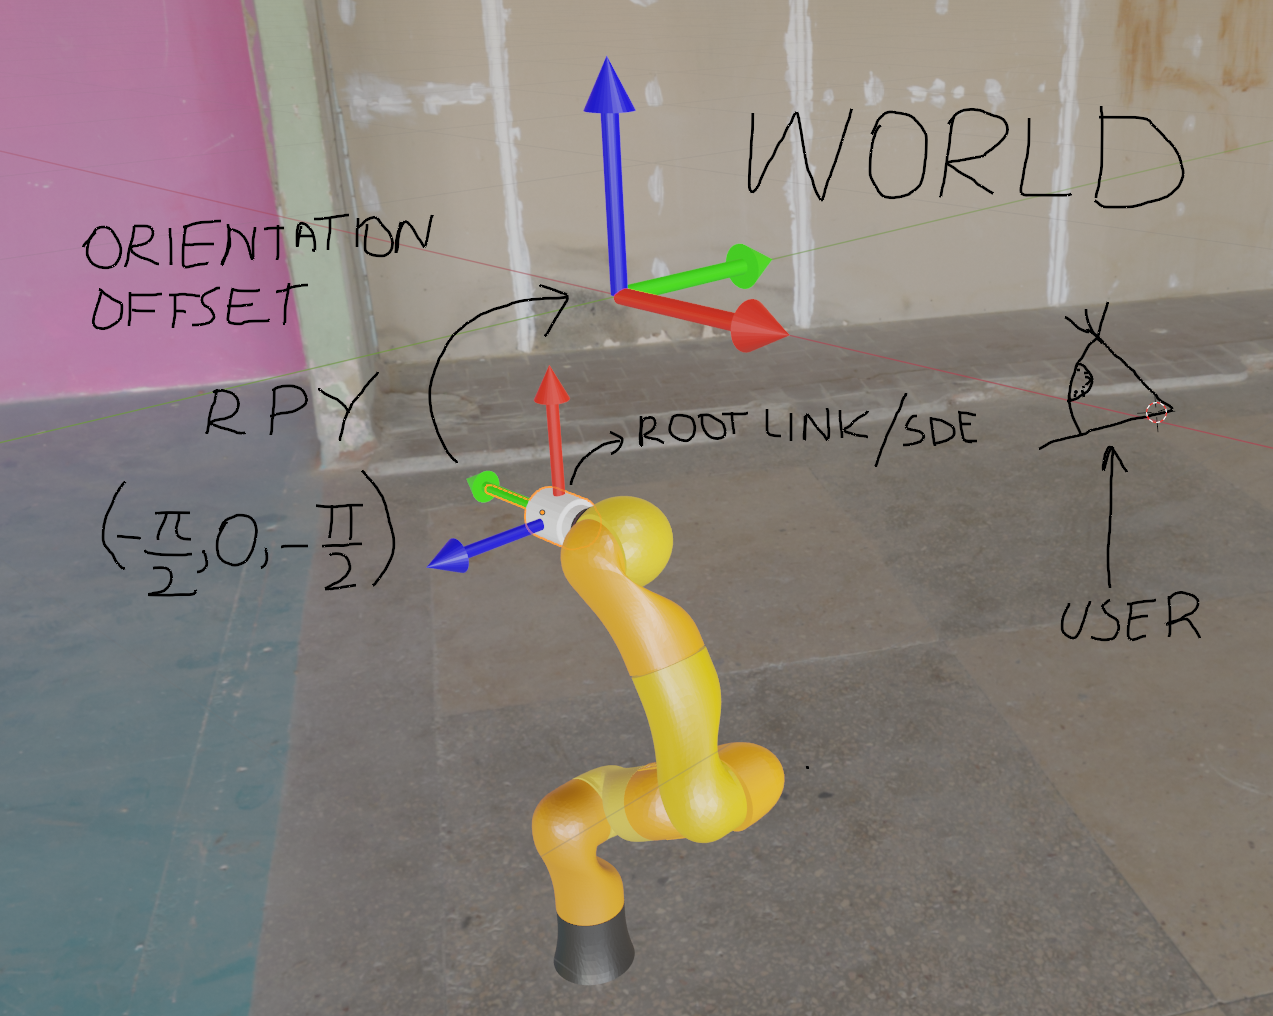 WORLD
ORIENTATION
OFFSET
RPY
(-π/2, 0, -π/2)
ROOT LINK/SDE
USER